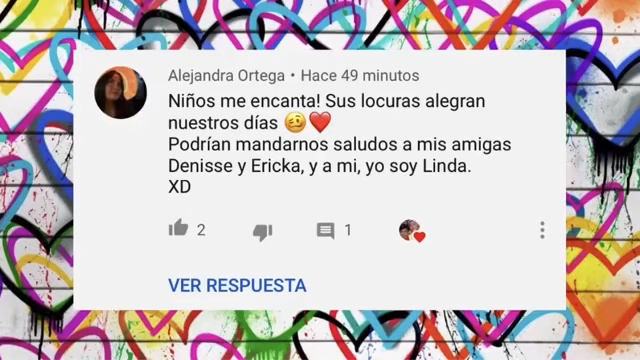 Alejandra Ortega • Hace 49 minutos
Niños me encanta! Sus locuras alegran
nuestros días 🥴❤️
Podrían mandarnos saludos a mis amigas
Denisse y Ericka, y a mi, yo soy Linda.
XD
2
1
VER RESPUESTA